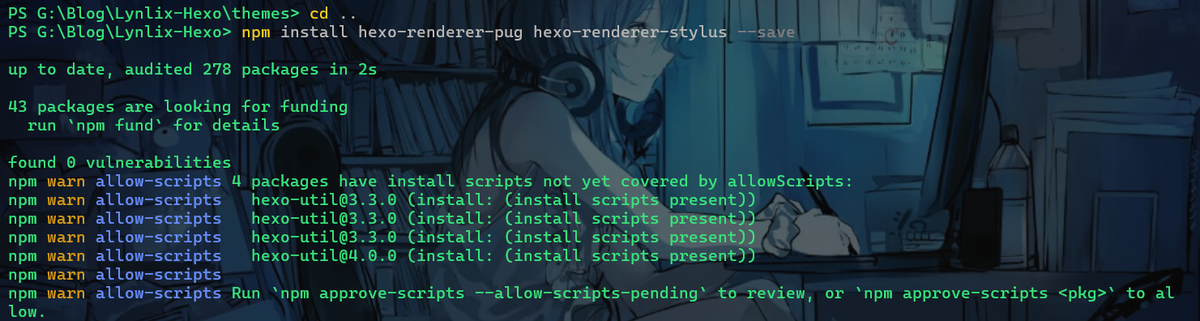 PS G:\Blog\Lynlix-Hexo\themes> cd ..
PS G:\Blog\Lynlix-Hexo> npm install hexo-renderer-pug hexo-renderer-stylus --save
up to date, audited 278 packages in 2s
43 packages are looking for funding
  run `npm fund` for details
found 0 vulnerabilities
npm warn allow-scripts 4 packages have install scripts not yet covered by allowScripts:
npm warn allow-scripts   hexo-util@3.3.0 (install: (install scripts present))
npm warn allow-scripts   hexo-util@3.3.0 (install: (install scripts present))
npm warn allow-scripts   hexo-util@3.3.0 (install: (install scripts present))
npm warn allow-scripts   hexo-util@4.0.0 (install: (install scripts present))
npm warn allow-scripts
npm warn allow-scripts Run `npm approve-scripts --allow-scripts-pending` to review, or `npm approve-scripts <pkg>` to al
low.